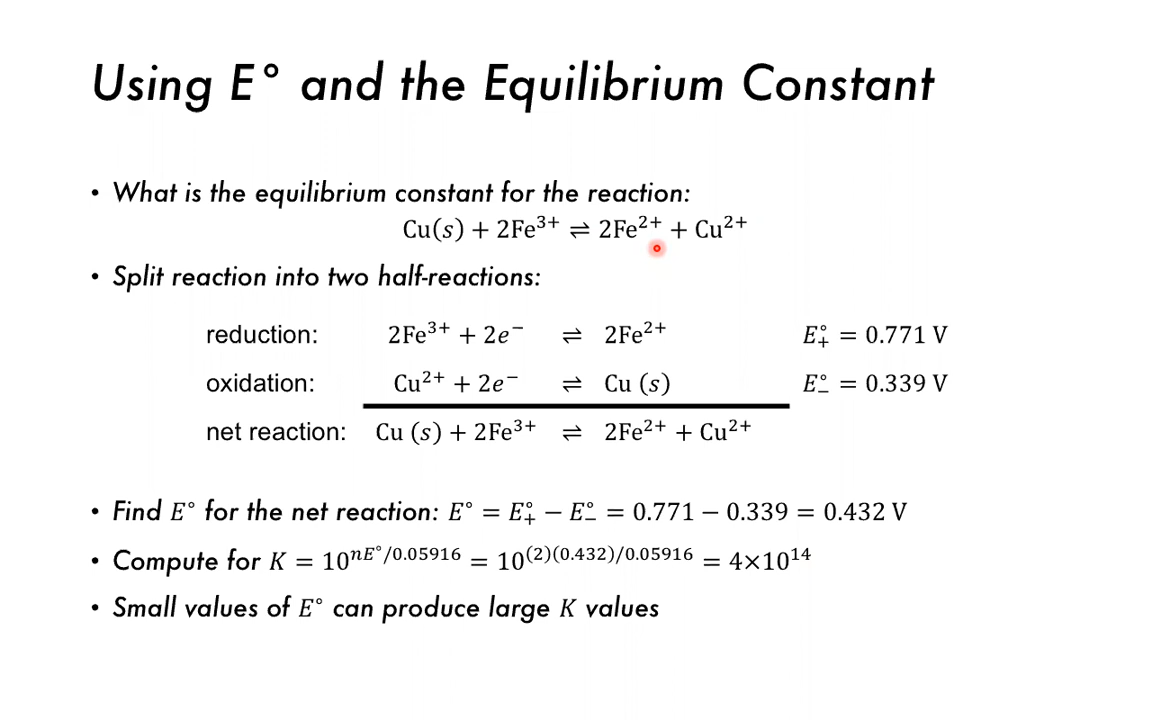 Using E° and the Equilibrium Constant
• What is the equilibrium constant for the reaction:
Cu(s) + 2Fe³⁺ ⇌ 2Fe²⁺ + Cu²⁺
• Split reaction into two half-reactions:
reduction: 2Fe³⁺ + 2e⁻ ⇌ 2Fe²⁺ E₊° = 0.771 V
oxidation: Cu²⁺ + 2e⁻ ⇌ Cu (s) E₋° = 0.339 V
net reaction: Cu (s) + 2Fe³⁺ ⇌ 2Fe²⁺ + Cu²⁺
• Find E° for the net reaction: E° = E₊° − E₋° = 0.771 − 0.339 = 0.432 V
• Compute for K = 10^(nE°/0.05916) = 10^((2)(0.432)/0.05916) = 4×10¹⁴
• Small values of E° can produce large K values